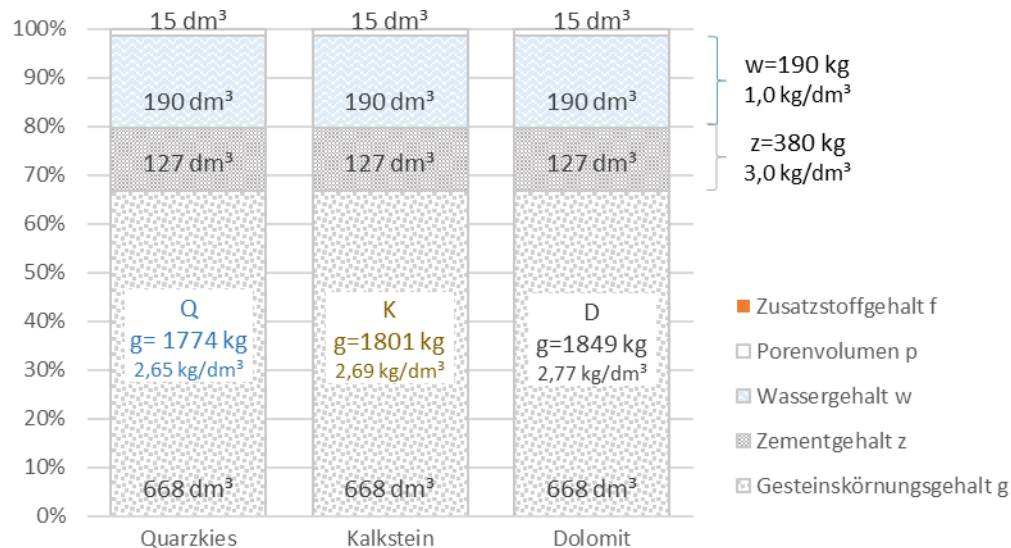 100%
90%
80%
70%
60%
50%
40%
30%
20%
10%
0%
15 dm³
190 dm³
127 dm³
Q
g= 1774 kg
2,65 kg/dm³
668 dm³
Quarzkies
15 dm³
190 dm³
127 dm³
K
g=1801 kg
2,69 kg/dm³
668 dm³
Kalkstein
15 dm³
190 dm³
127 dm³
D
g=1849 kg
2,77 kg/dm³
668 dm³
Dolomit
w=190 kg
1,0 kg/dm³
z=380 kg
3,0 kg/dm³
Zusatzstoffgehalt f
Porenvolumen p
Wassergehalt w
Zementgehalt z
Gesteinskörnungsgehalt g